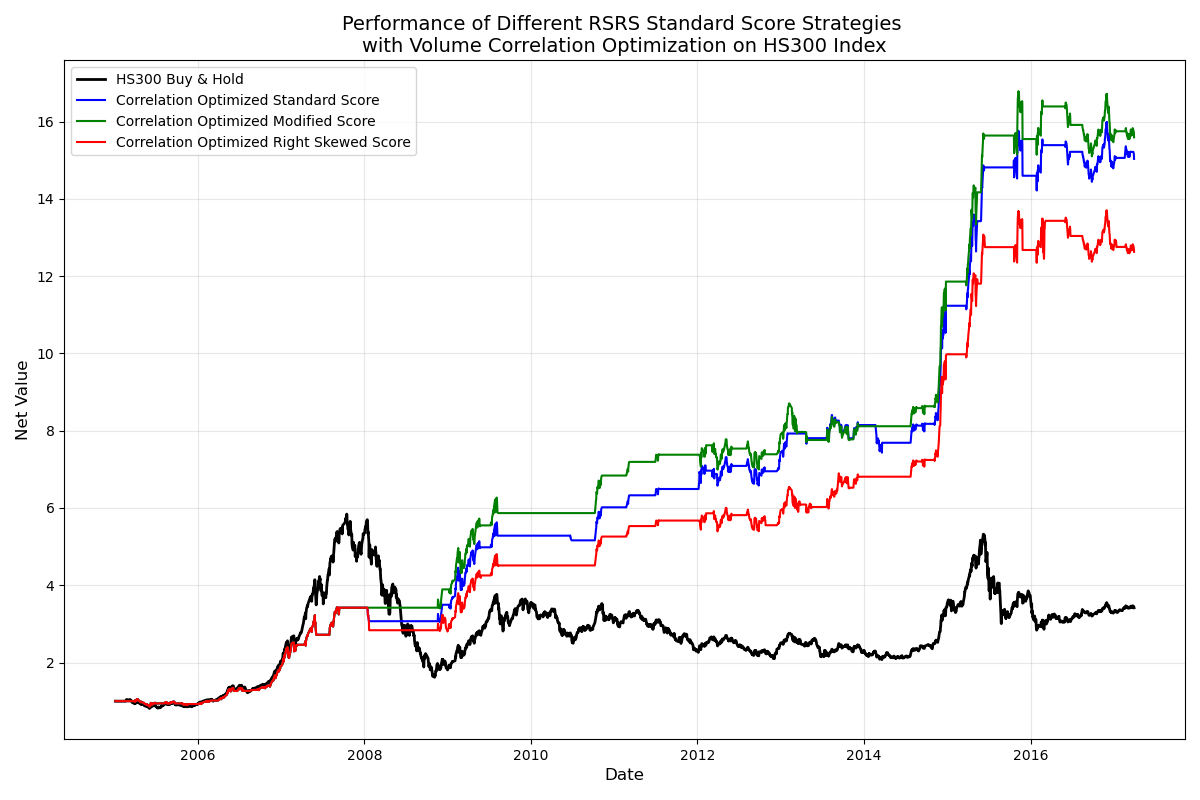 Performance of Different RSRS Standard Score Strategies
with Volume Correlation Optimization on HS300 Index
HS300 Buy & Hold
Correlation Optimized Standard Score
Correlation Optimized Modified Score
Correlation Optimized Right Skewed Score
Net Value
16
14
12
10
8
6
4
2
2006
2008
2010
2012
2014
2016
Date